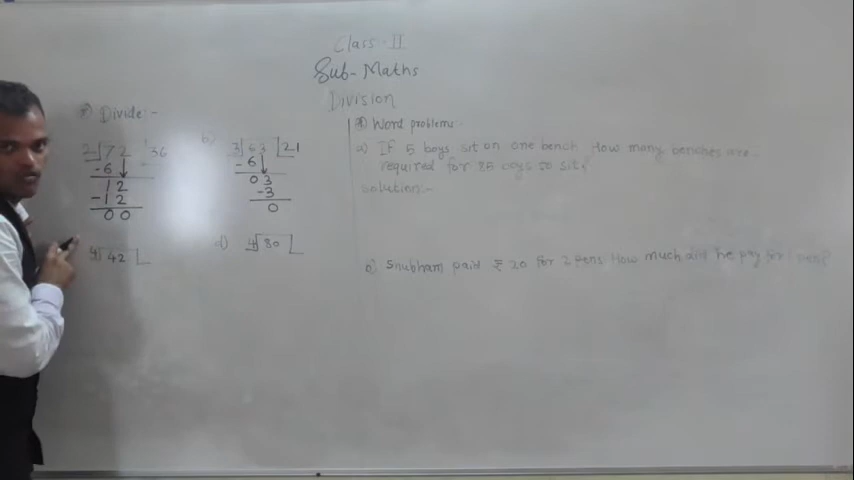 Class-II
Sub-Maths
Division
Divide:-
2 72 36
-6
12
-12
00
b)
3 63 21
-6
03
-3
0
4 42
d) 4 80
Word problems:-
a) If 5 boys sit on one bench How many benches are
required for 25 boys to sit.
solution:-
b) Shubham paid ₹ 20 for 2 pens How much did he pay for 1 pen?